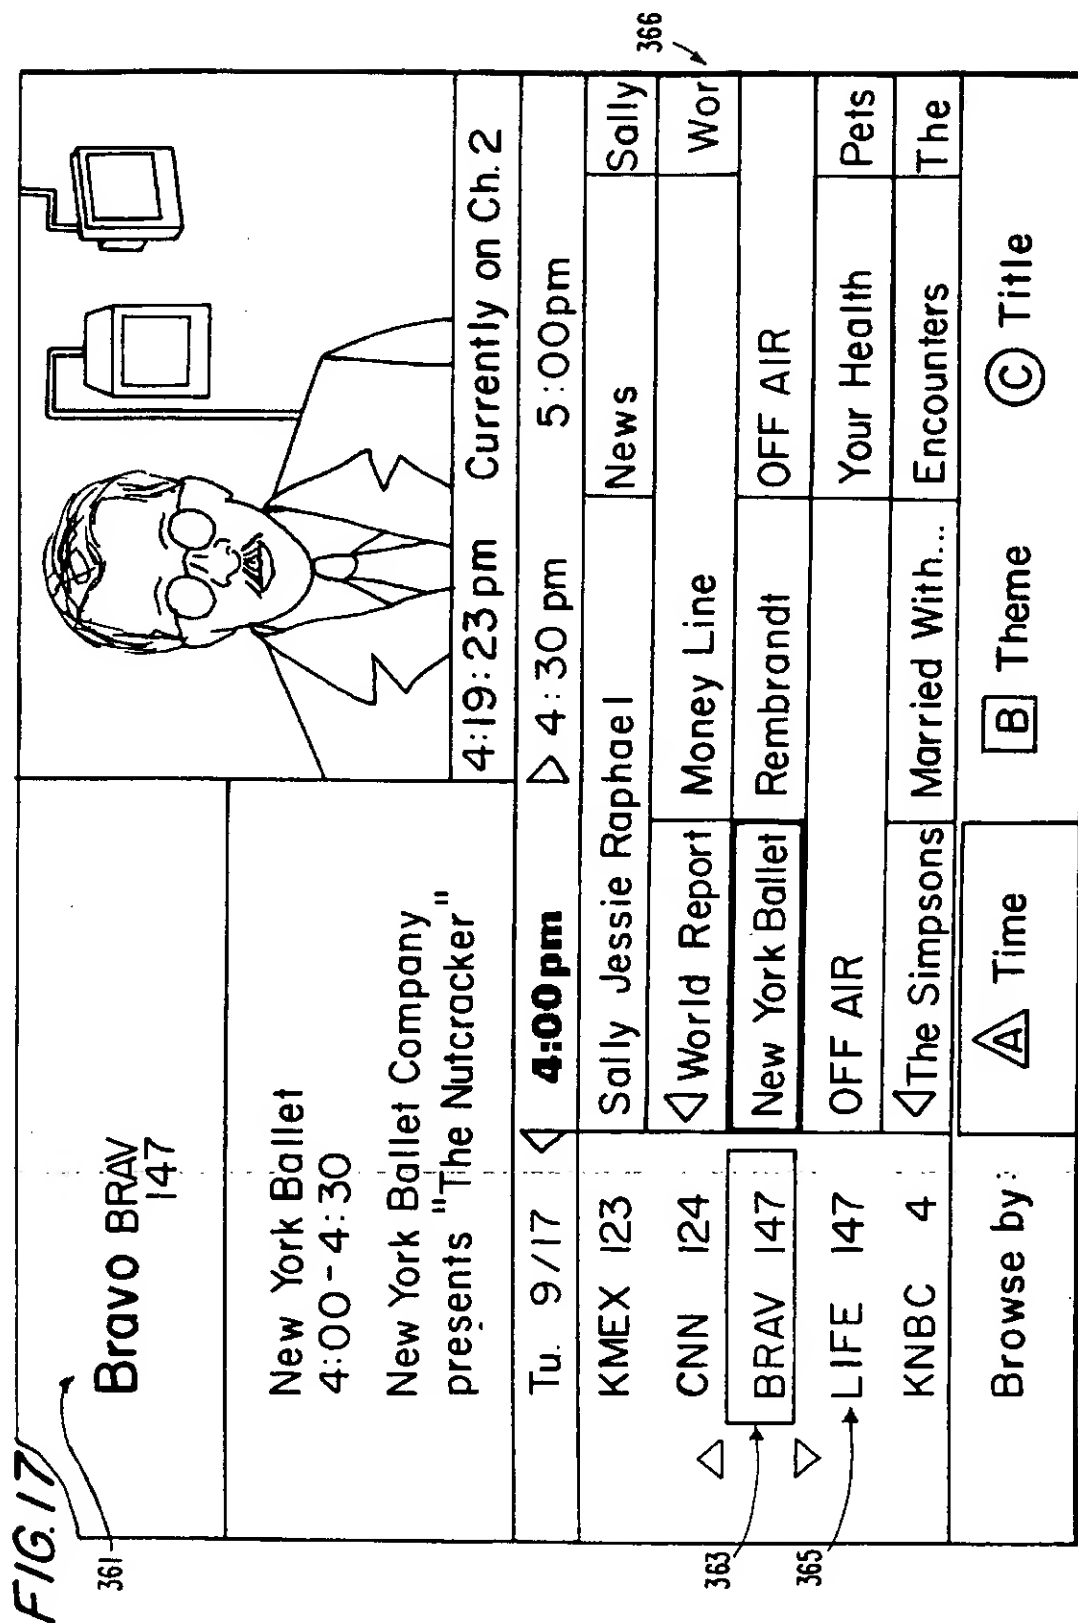 FIG. 17
361
Bravo BRAV
147
New York Ballet
4:00-4:30
New York Ballet Company
presents "The Nutcracker"
4:19:23 pm Currently on Ch. 2
Tu. 9/17 4:00pm 4:30 pm 5:00pm
366
KMEX 123 Sally Jessie Raphael News Sally
CNN 124 World Report Money Line Wor
363
BRAV 147 New York Ballet Rembrandt OFF AIR
365
LIFE 147 OFF AIR Your Health Pets
KNBC 4 The Simpsons Married With... Encounters The
Browse by: A Time B Theme C Title